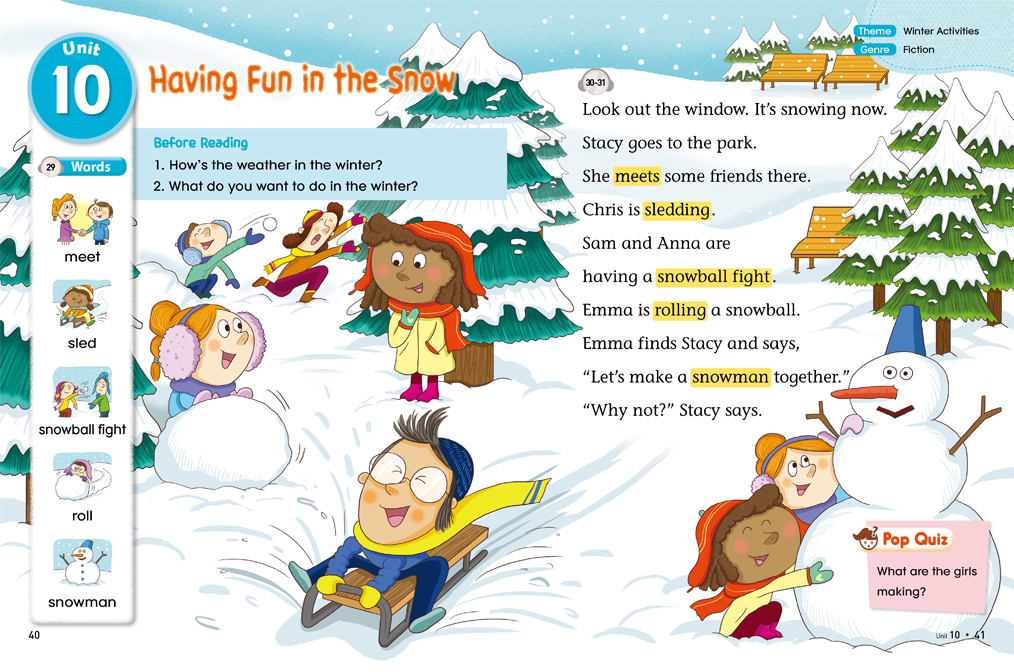 Unit
10
Having Fun in the Snow
Before Reading
1. How's the weather in the winter?
2. What do you want to do in the winter?
29 Words
meet
sled
snowball fight
roll
snowman
40
Theme Winter Activities
Genre Fiction
30-31
Look out the window. It's snowing now.
Stacy goes to the park.
She meets some friends there.
Chris is sledding.
Sam and Anna are
having a snowball fight.
Emma is rolling a snowball.
Emma finds Stacy and says,
“Let's make a snowman together.”
“Why not?” Stacy says.
Pop Quiz
What are the girls
making?
Unit 10 • 41